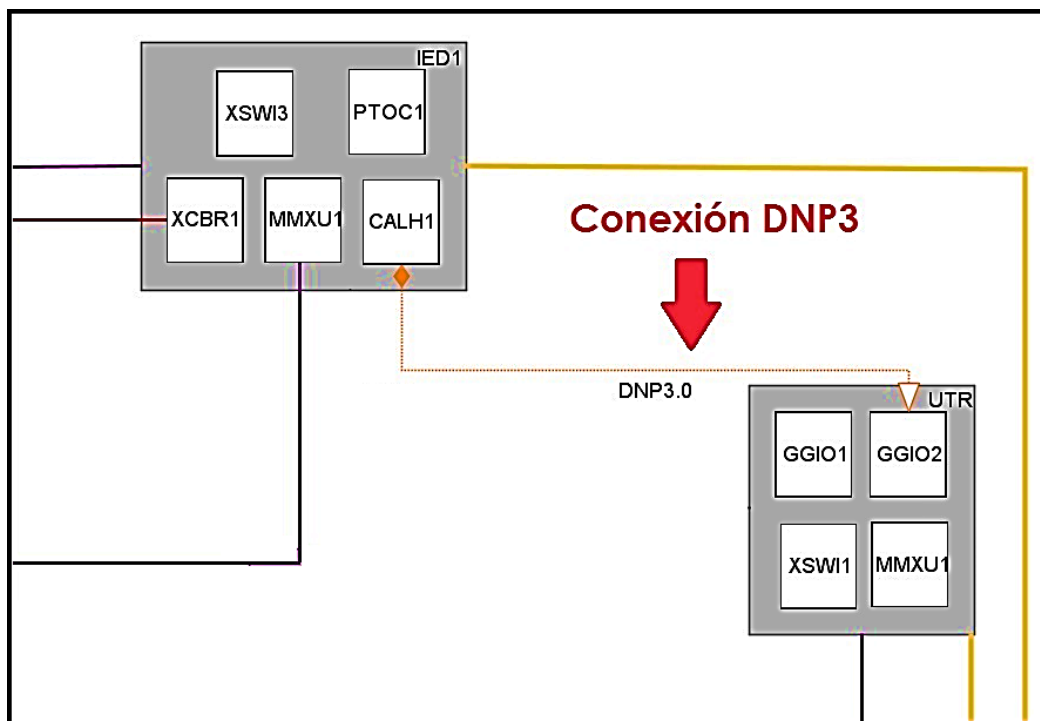 IED1
XSWI3
PTOC1
XCBR1
MMXU1
CALH1
Conexión DNP3
DNP3.0
UTR
GGIO1
GGIO2
XSWI1
MMXU1